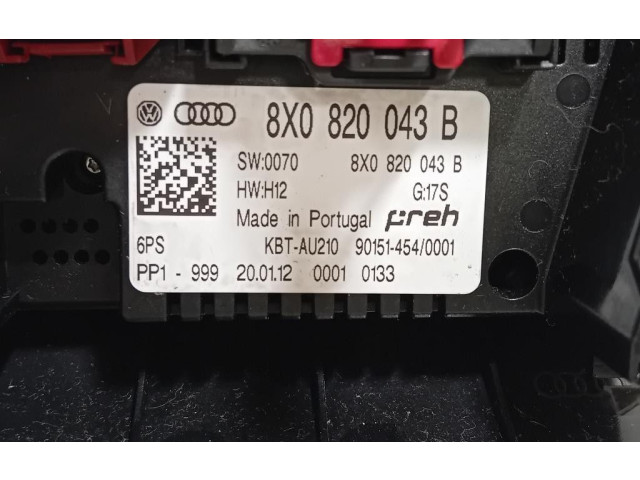 8X0 820 043 B
SW:0070 8X0 820 043 B
HW:H12 G:17S
Made in Portugal preh
6PS KBT-AU210 90151-454/0001
PP1 - 999 20.01.12 0001 0133